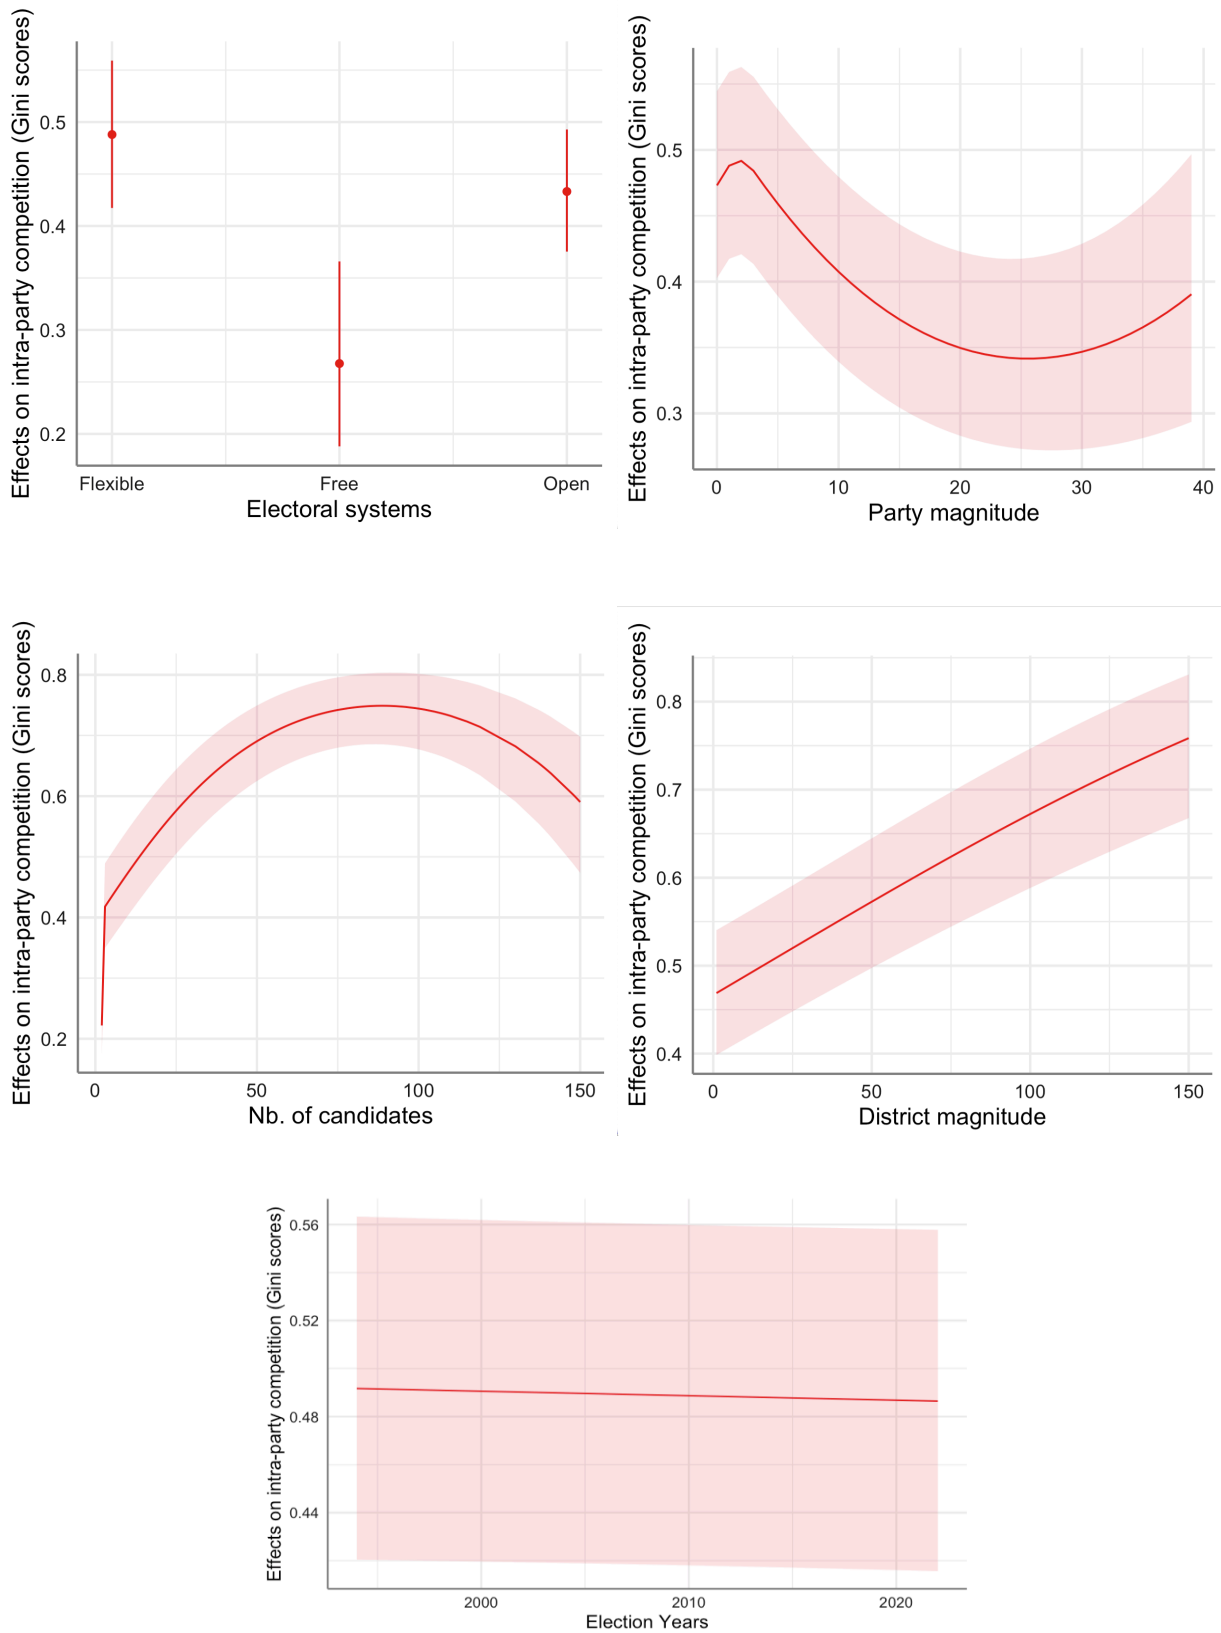 Effects on intra-party competition (Gini scores)
0.5
0.4
0.3
0.2
Flexible Free Open
Electoral systems
Effects on intra-party competition (Gini scores)
0.5
0.4
0.3
0 10 20 30 40
Party magnitude
Effects on intra-party competition (Gini scores)
0.8
0.6
0.4
0.2
0 50 100 150
Nb. of candidates
Effects on intra-party competition (Gini scores)
0.8
0.7
0.6
0.5
0.4
0 50 100 150
District magnitude
Effects on intra-party competition (Gini scores)
0.56
0.52
0.48
0.44
2000 2010 2020
Election Years